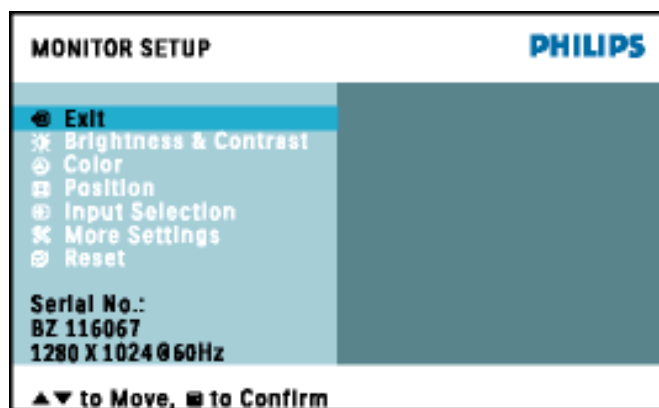 MONITOR SETUP PHILIPS
Exit
Brightness & Contrast
Color
Position
Input Selection
More Settings
Reset
Serial No.:
BZ 116067
1280 X 1024@60Hz
▲▼ to Move, to Confirm